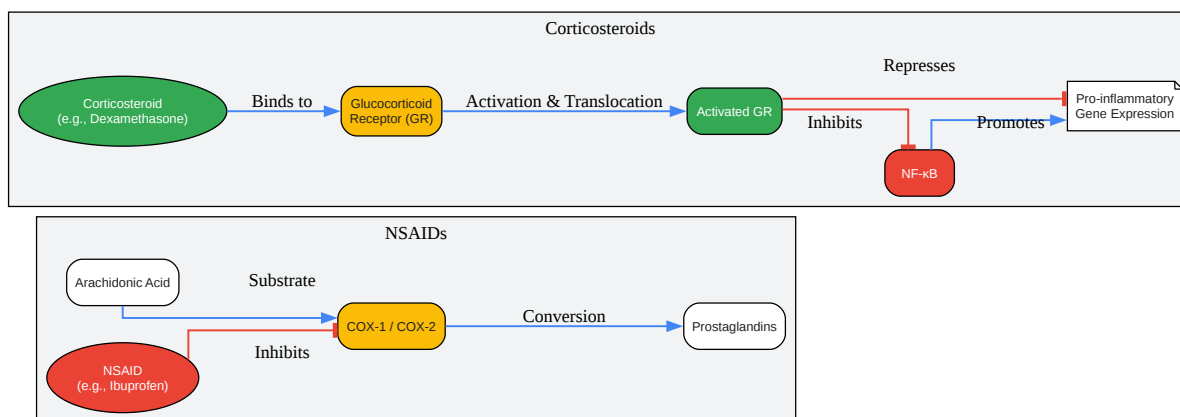 Corticosteroids
Represses
Corticosteroid
(e.g., Dexamethasone)
Binds to
Glucocorticoid
Receptor (GR)
Activation & Translocation
Activated GR
Inhibits
Promotes
Pro-inflammatory
Gene Expression
NF-κB
NSAIDs
Arachidonic Acid
Substrate
COX-1 / COX-2
Conversion
Prostaglandins
Inhibits
NSAID
(e.g., Ibuprofen)